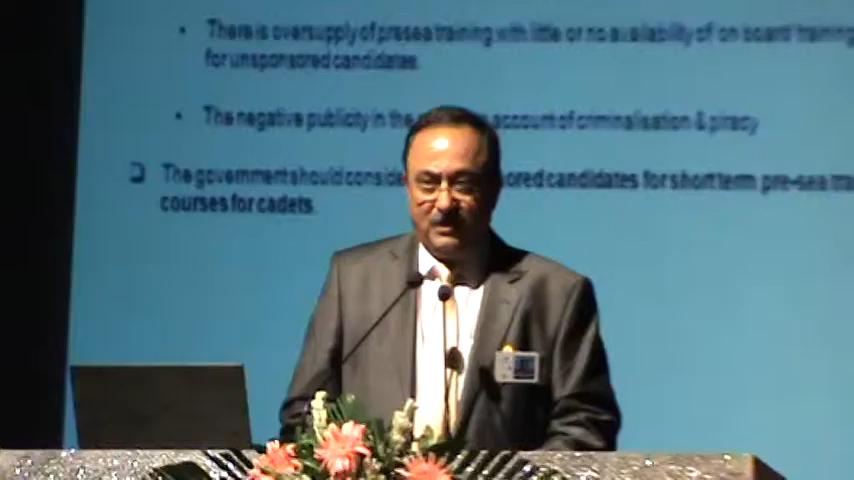 • There is oversupply of presea training with little or no availability of on board training
for unsponsored candidates.
• The negative publicity in the account of criminalisation & piracy
❑ The government should conside ored candidates for short term pre-sea tra
courses for cadets.